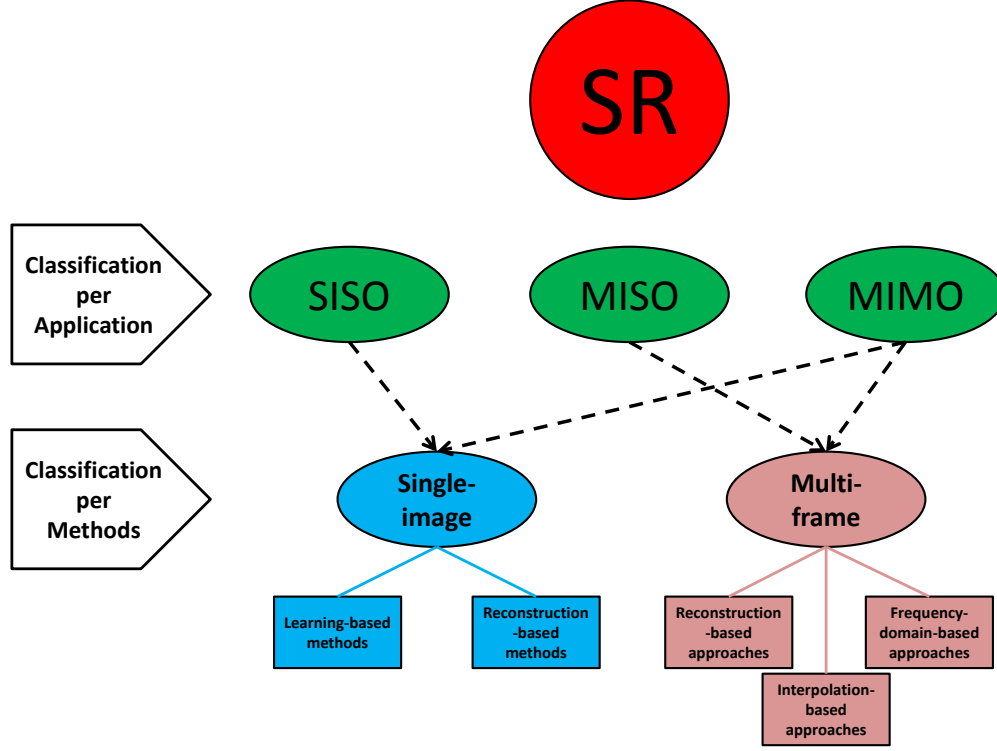 SR
Classification
per
Application
SISO
MISO
MIMO
Classification
per
Methods
Single-
image
Multi-
frame
Learning-based
methods
Reconstruction
-based methods
Reconstruction
-based
approaches
Interpolation-
based
approaches
Frequency-
domain-based
approaches